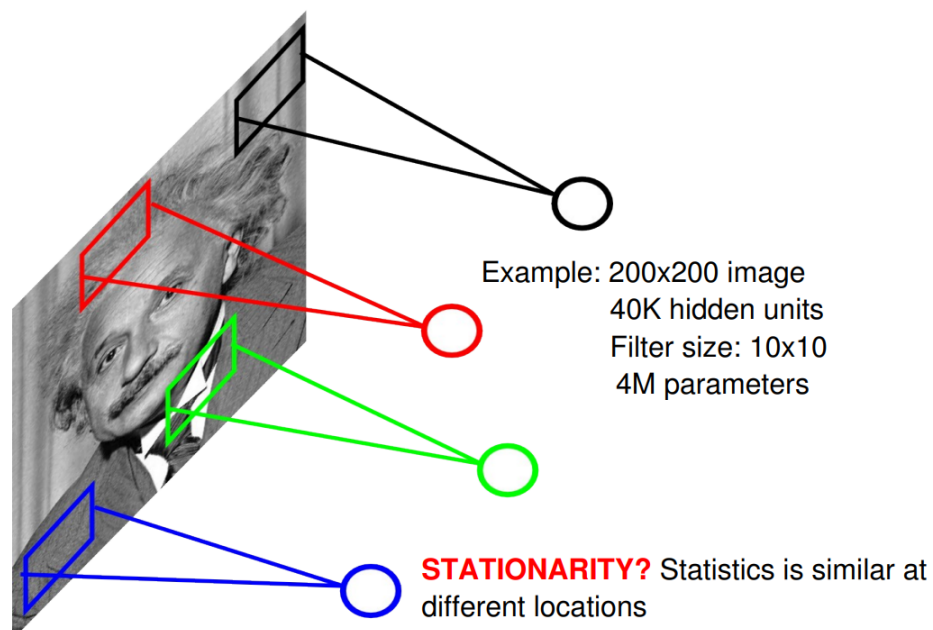 Example: 200x200 image
40K hidden units
Filter size: 10x10
4M parameters
STATIONARITY? Statistics is similar at
different locations